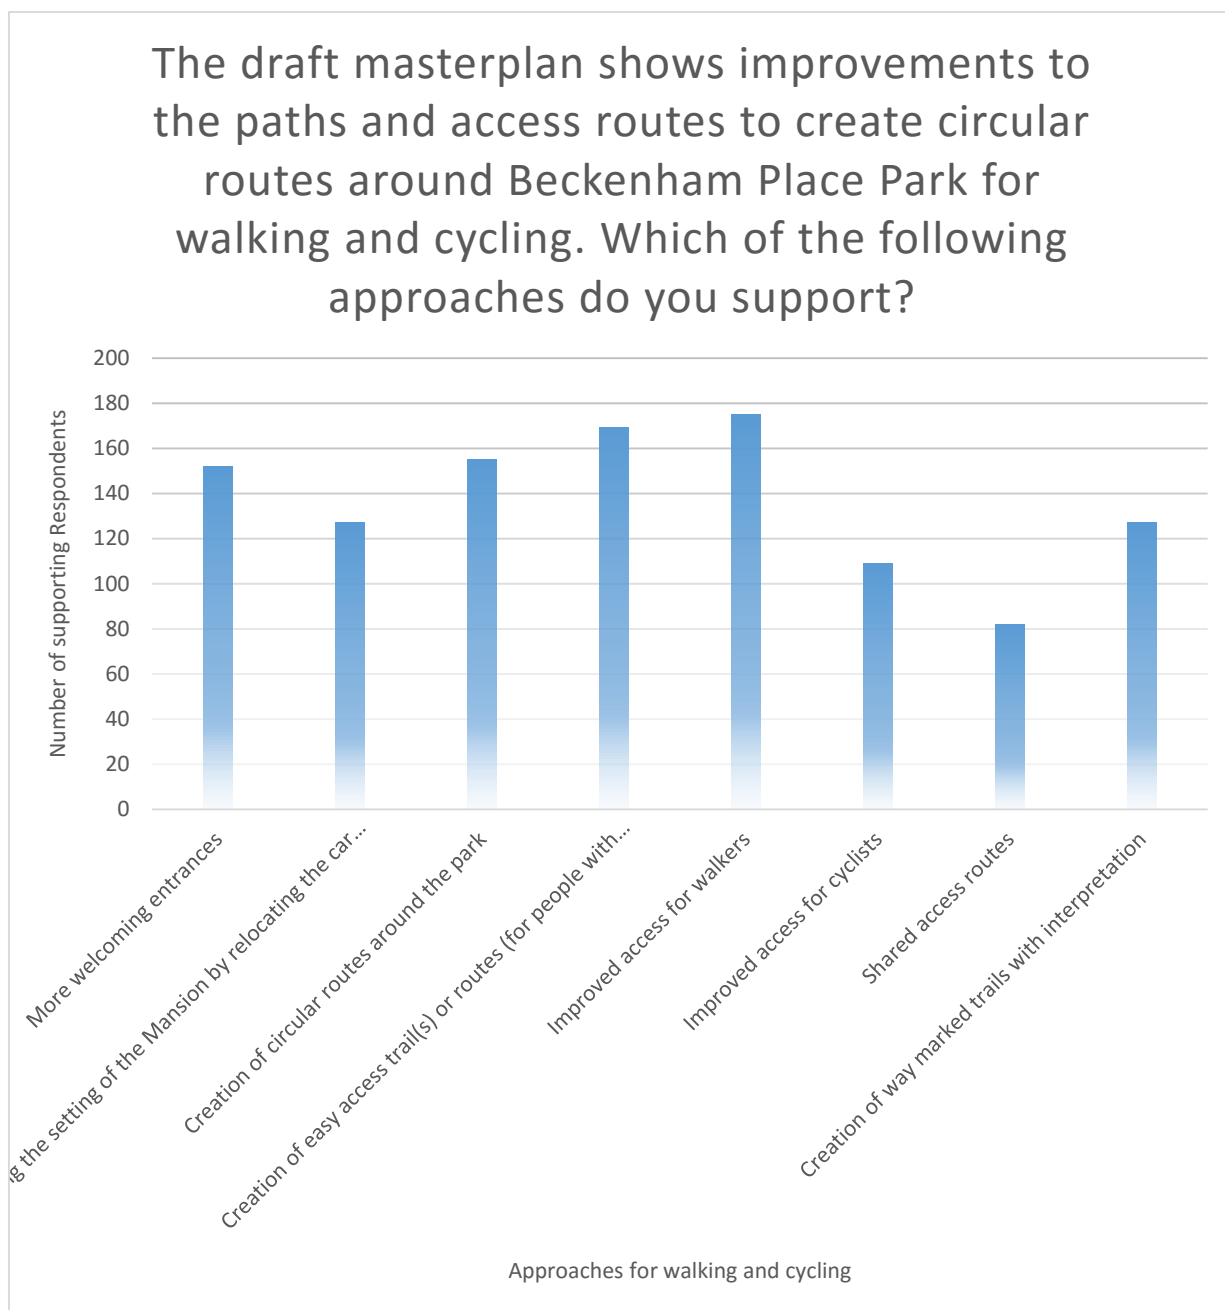 The draft masterplan shows improvements to
the paths and access routes to create circular
routes around Beckenham Place Park for
walking and cycling. Which of the following
approaches do you support?
200
180
160
140
120
100
80
60
40
20
0
Number of supporting Respondents
More welcoming entrances
the setting of the Mansion by relocating the car...
Creation of circular routes around the park
Creation of easy access trail(s) or routes (for people with...
Improved access for walkers
Improved access for cyclists
Shared access routes
Creation of way marked trails with interpretation
Approaches for walking and cycling